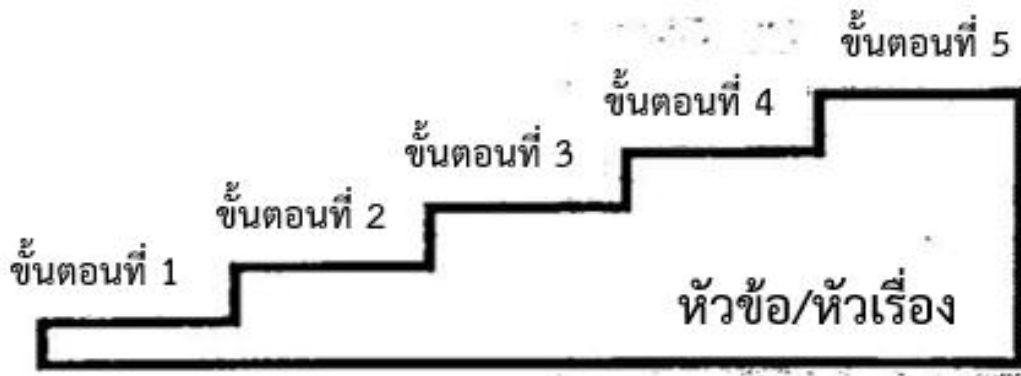 ขั้นตอนที่ 5
ขั้นตอนที่ 4
ขั้นตอนที่ 3
ขั้นตอนที่ 2
ขั้นตอนที่ 1
หัวข้อ/หัวเรื่อง